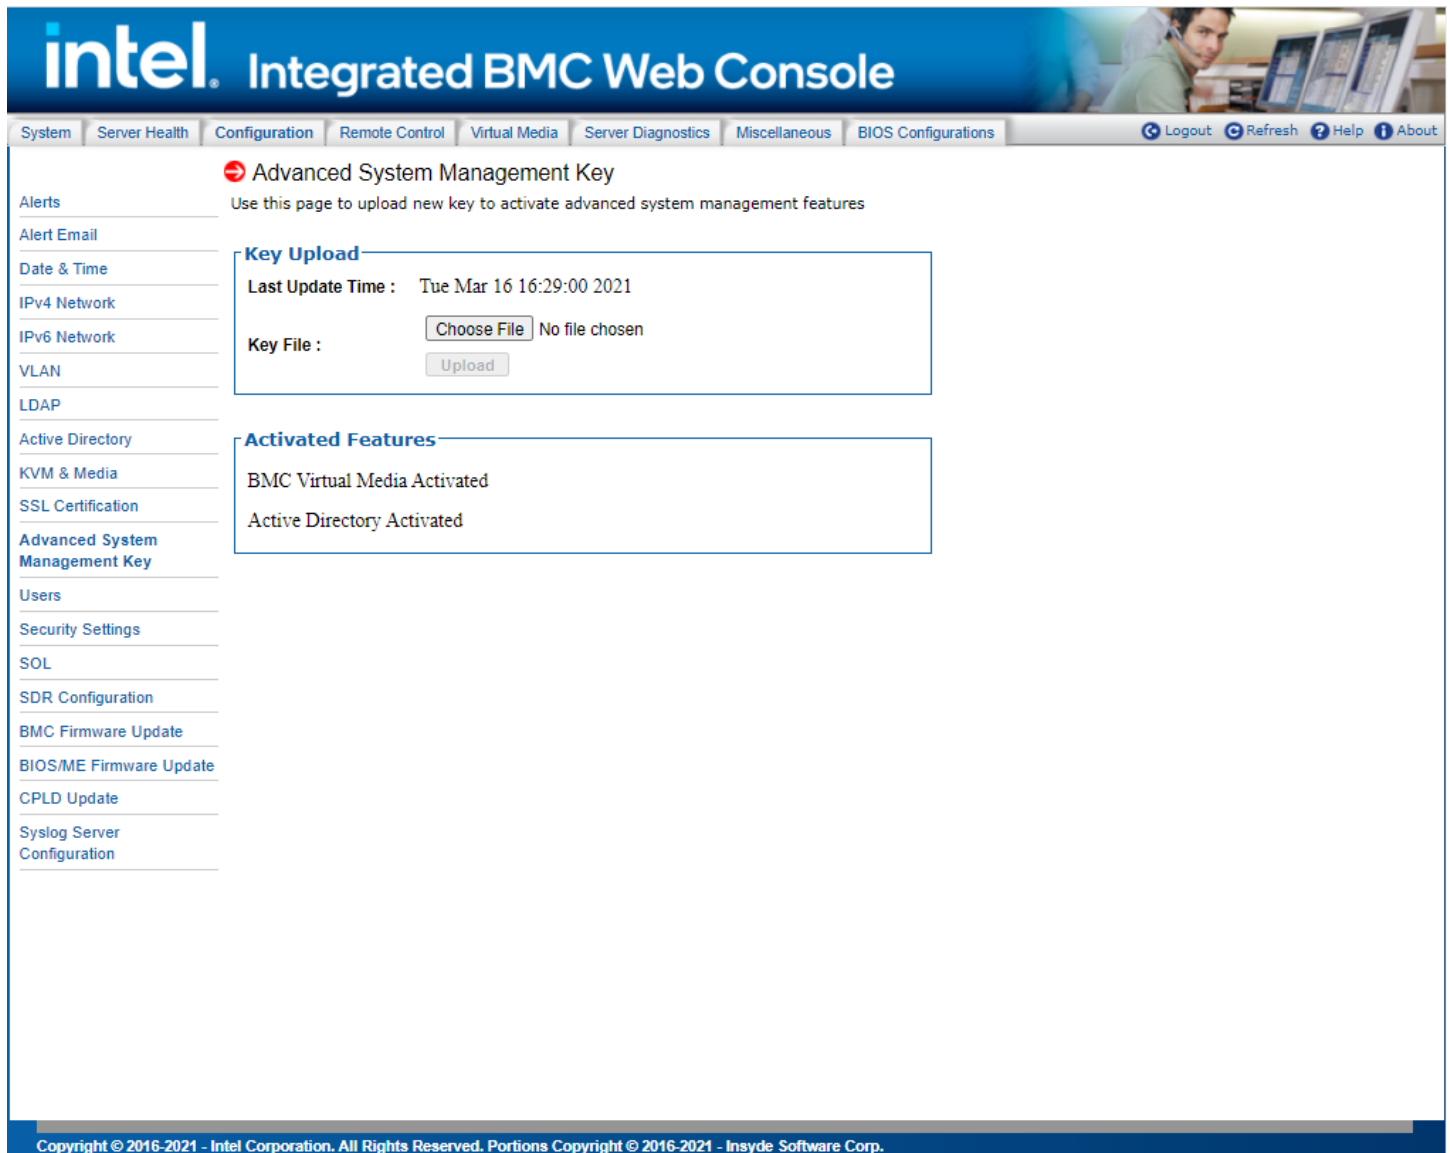 intel. Integrated BMC Web Console
System Server Health Configuration Remote Control Virtual Media Server Diagnostics Miscellaneous BIOS Configurations Logout Refresh Help About
Alerts
Alert Email
Date & Time
IPv4 Network
IPv6 Network
VLAN
LDAP
Active Directory
KVM & Media
SSL Certification
Advanced System
Management Key
Users
Security Settings
SOL
SDR Configuration
BMC Firmware Update
BIOS/ME Firmware Update
CPLD Update
Syslog Server
Configuration
Advanced System Management Key
Use this page to upload new key to activate advanced system management features
Key Upload
Last Update Time : Tue Mar 16 16:29:00 2021
Key File : Choose File No file chosen
Upload
Activated Features
BMC Virtual Media Activated
Active Directory Activated
Copyright © 2016-2021 - Intel Corporation. All Rights Reserved. Portions Copyright © 2016-2021 - Insyde Software Corp.